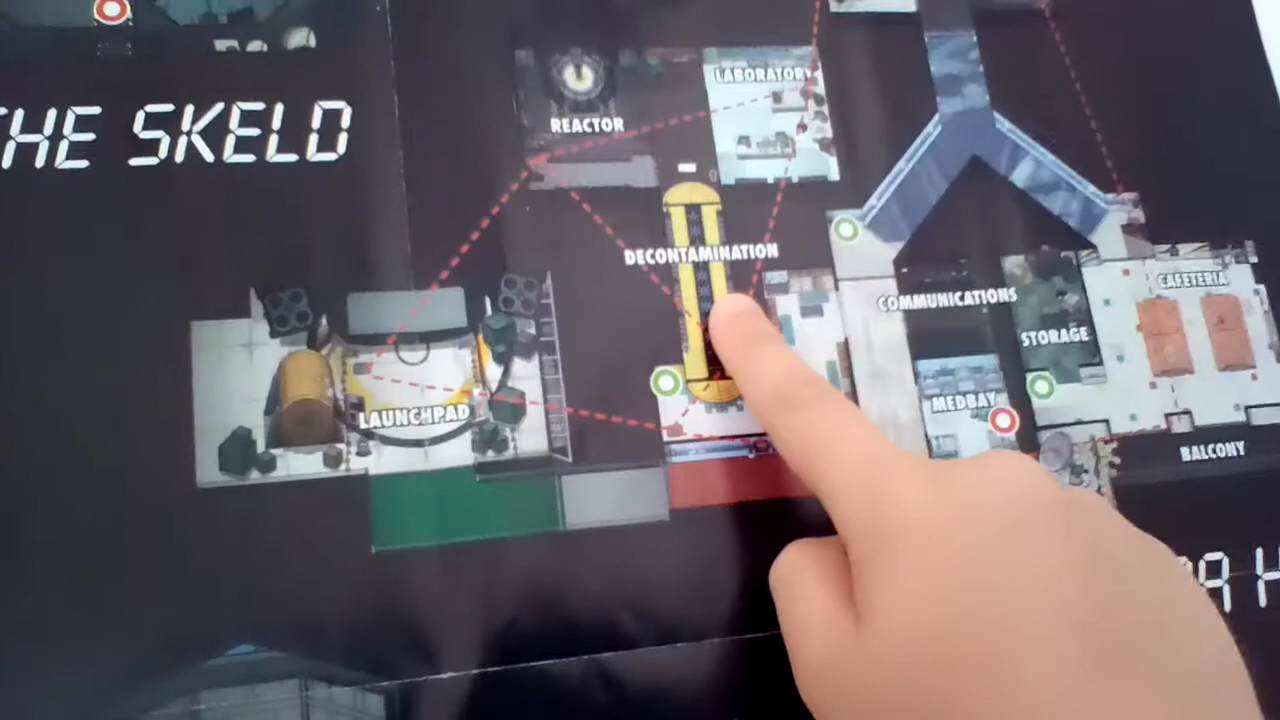 THE SKELD
REACTOR
LABORATORY
DECONTAMINATION
LAUNCHPAD
COMMUNICATIONS
STORAGE
CAFETERIA
MEDBAY
BALCONY